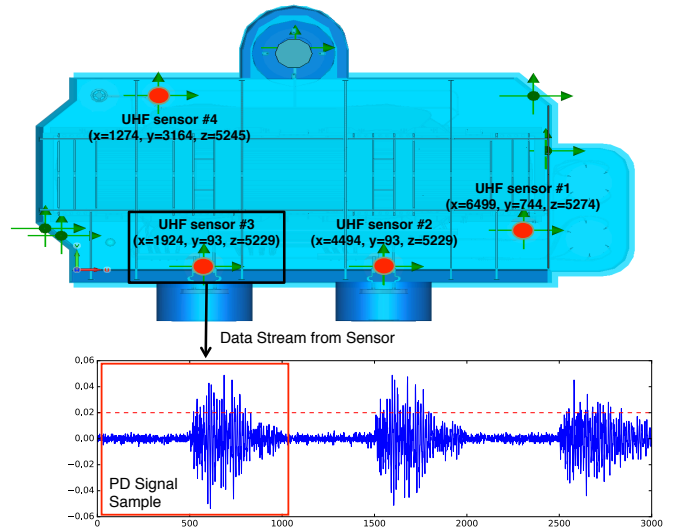 UHF sensor #4
(x=1274, y=3164, z=5245)
UHF sensor #1
(x=6499, y=744, z=5274)
UHF sensor #3
(x=1924, y=93, z=5229)
UHF sensor #2
(x=4494, y=93, z=5229)
Data Stream from Sensor
0.06
0.04
0.02
0.00
−0.02
−0.04
−0.06
PD Signal
Sample
0
500
1000
1500
2000
2500
3000